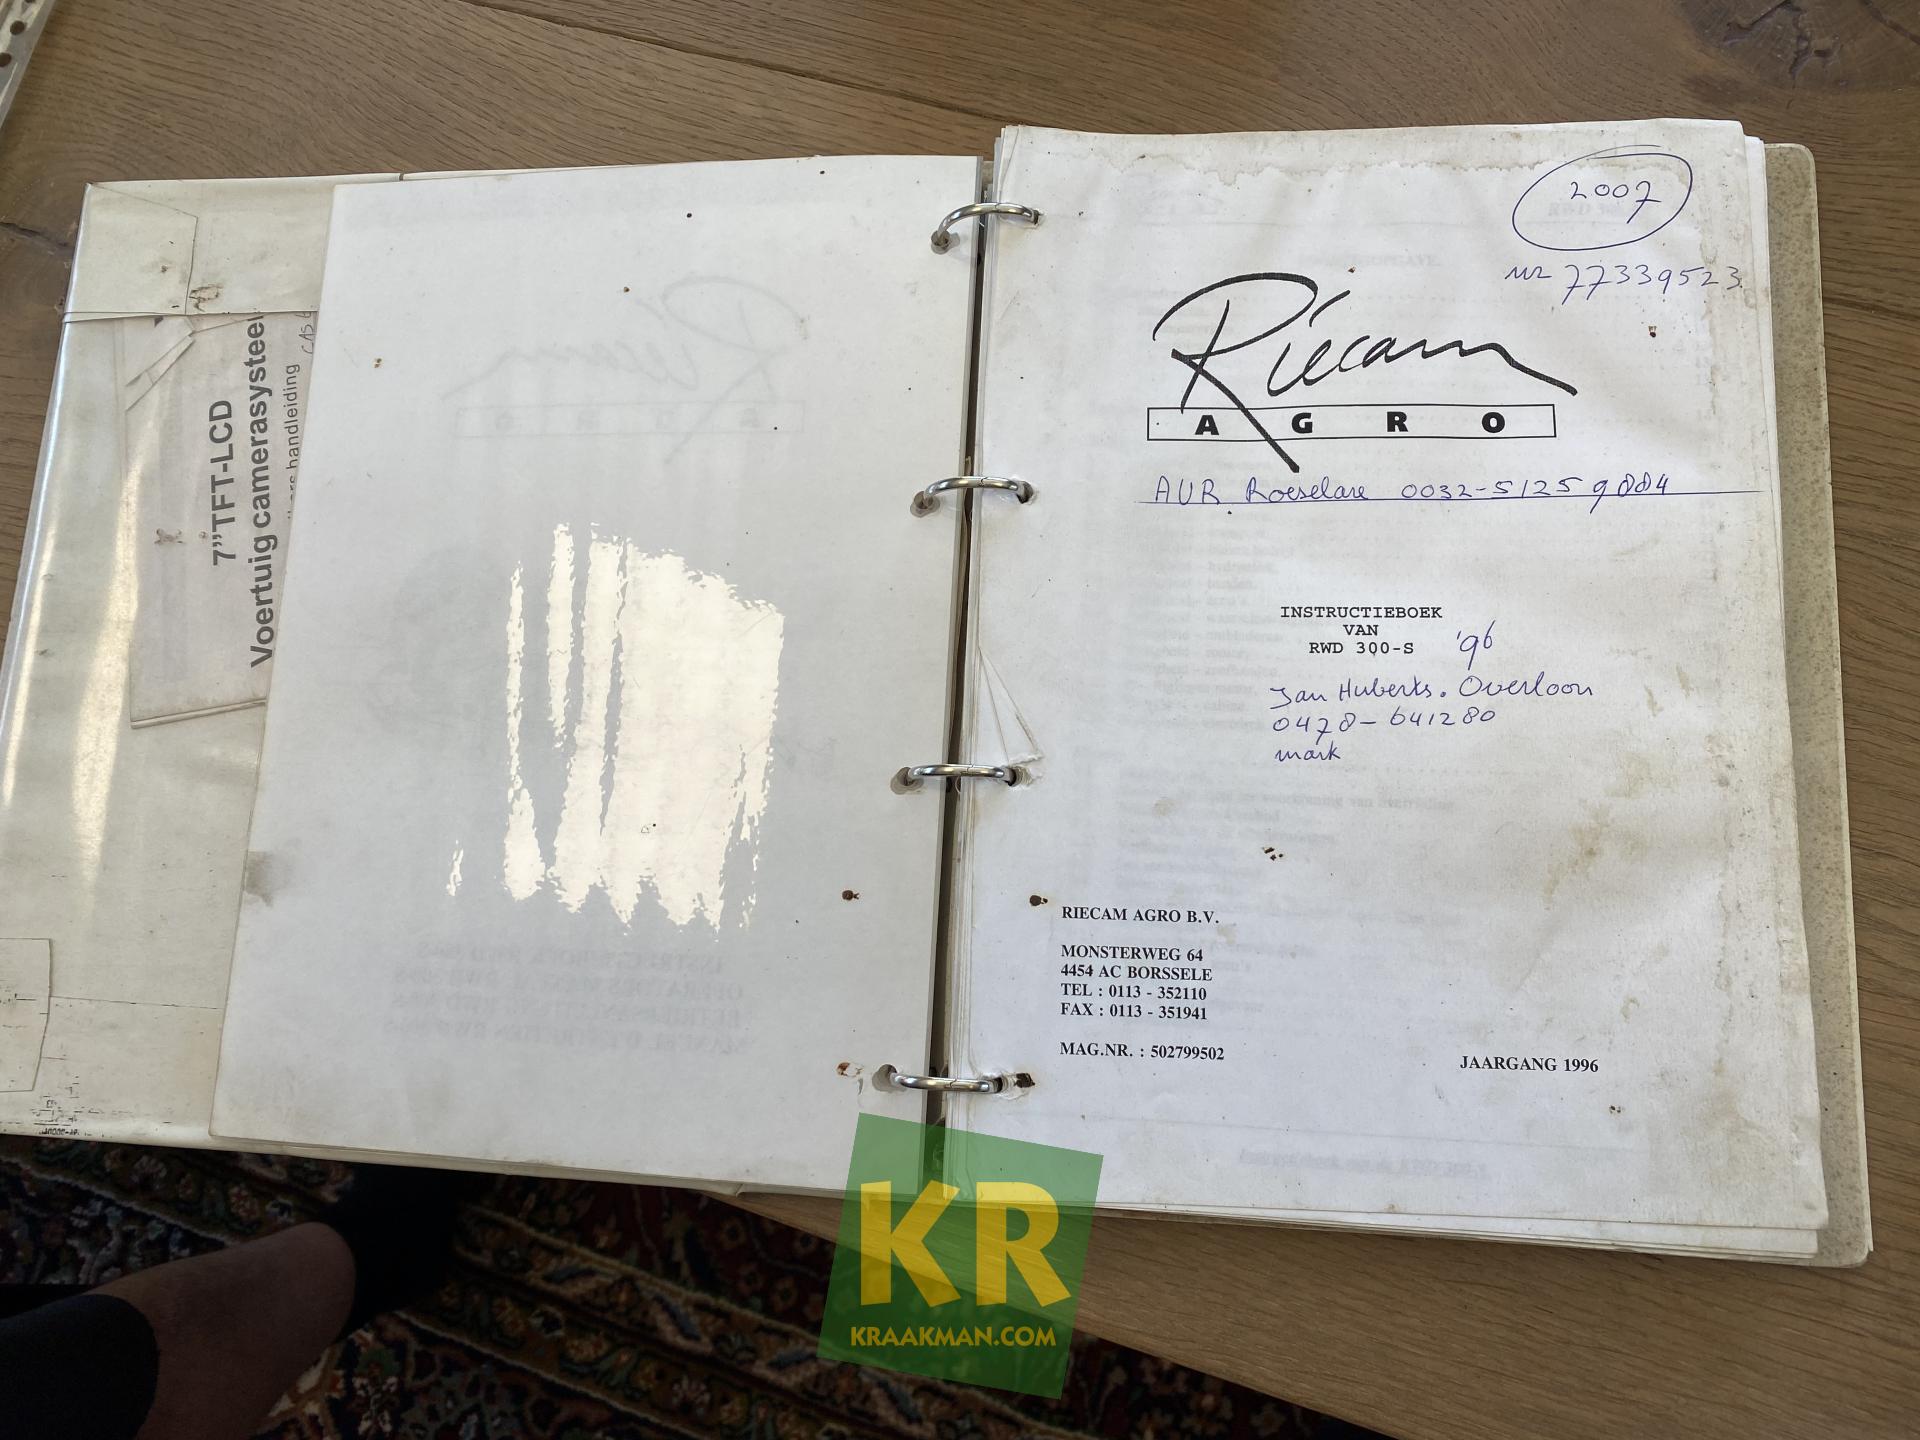 7”TFT-LCD
Voertuig camerasystee
handleiding
2007
nr 77339523
Riecam
AGRO
AVR Roeselare 0032-51259884
INSTRUCTIEBOEK
VAN
RWD 300-S '96
Jan Huberts. Overloon
0478-641280
mark
RIECAM AGRO B.V.
MONSTERWEG 64
4454 AC BORSSELE
TEL : 0113 - 352110
FAX : 0113 - 351941
MAG.NR. : 502799502
JAARGANG 1996
KR
KRAAKMAN.COM